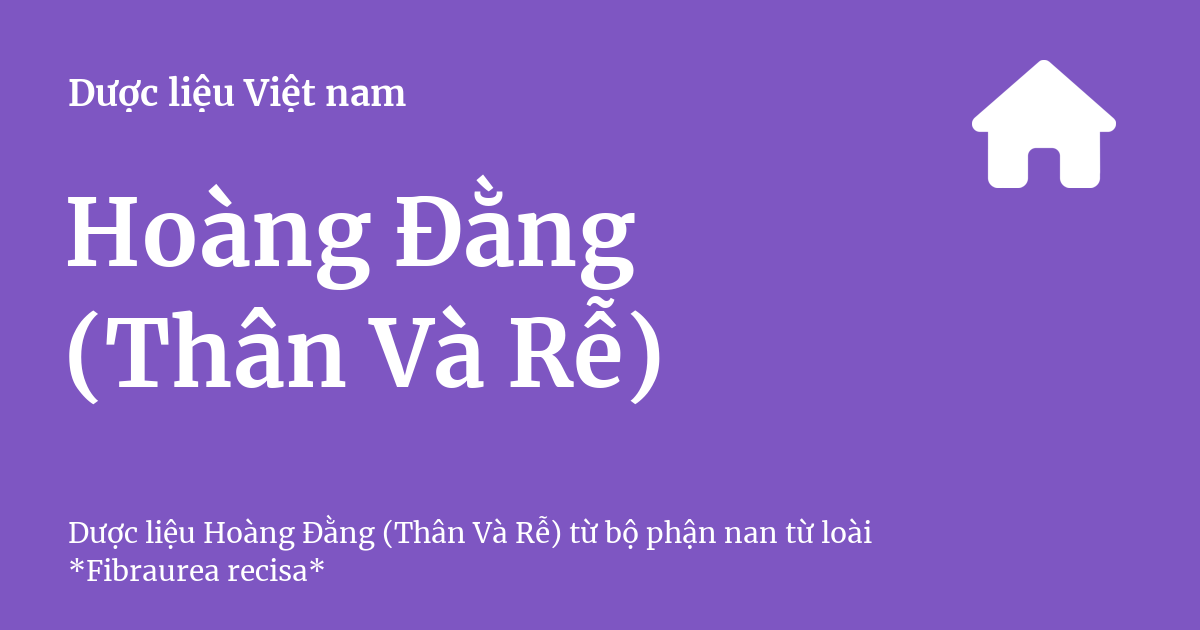 Dược liệu Việt nam
Hoàng Đằng
(Thân Và Rễ)
Dược liệu Hoàng Đằng (Thân Và Rễ) từ bộ phận nan từ loài
*Fibraurea recisa*